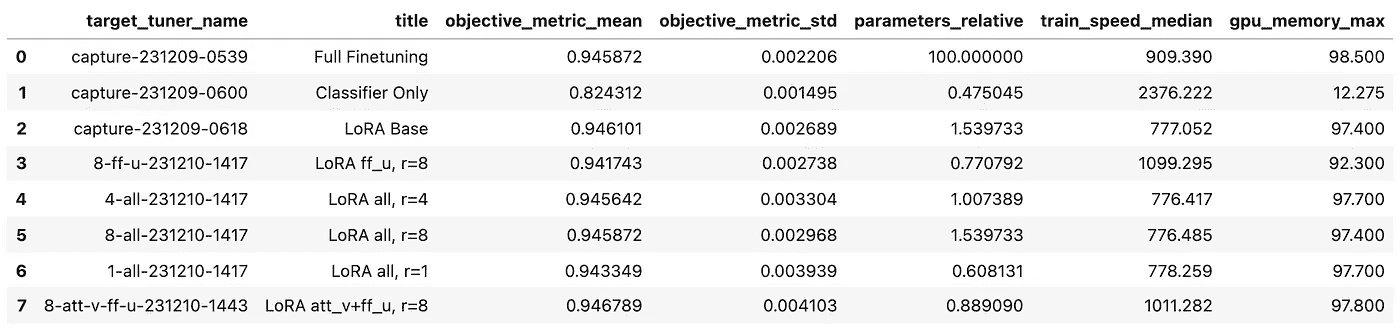 target_tuner_name title objective_metric_mean objective_metric_std parameters_relative train_speed_median gpu_memory_max
0 capture-231209-0539 Full Finetuning 0.945872 0.002206 100.000000 909.390 98.500
1 capture-231209-0600 Classifier Only 0.824312 0.001495 0.475045 2376.222 12.275
2 capture-231209-0618 LoRA Base 0.946101 0.002689 1.539733 777.052 97.400
3 8-ff-u-231210-1417 LoRA ff_u, r=8 0.941743 0.002738 0.770792 1099.295 92.300
4 4-all-231210-1417 LoRA all, r=4 0.945642 0.003304 1.007389 776.417 97.700
5 8-all-231210-1417 LoRA all, r=8 0.945872 0.002968 1.539733 776.485 97.400
6 1-all-231210-1417 LoRA all, r=1 0.943349 0.003939 0.608131 778.259 97.700
7 8-att-v-ff-u-231210-1443 LoRA att_v+ff_u, r=8 0.946789 0.004103 0.889090 1011.282 97.800